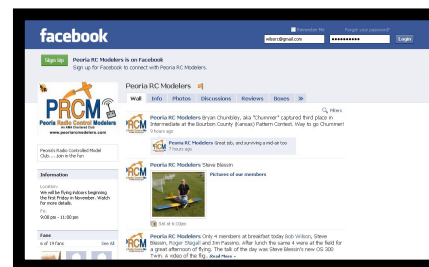 facebook
Remember Me
Forgot your password?
Login
Sign Up
Peoria RC Modelers is on Facebook
Sign up for Facebook to connect with Peoria RC Modelers.
PRCM
Peoria Radio Control Modelers
An AMA Chartered Club
www.peoriarcmodelers.com
Peoria's Radio Controlled Model
Club.... Join in the fun!
Information
Location:
We will be flying indoors beginning
the first Friday in November. Watch
for more details.
Fri:
9:00 pm - 11:00 pm
Fans
6 of 19 fans
See All
Peoria RC Modelers
Wall
Info
Photos
Discussions
Reviews
Boxes
»
Filters
Peoria RC Modelers Bryan Chumbley, aka "Chummer" captured third place in
Intermediate at the Bourbon County (Kansas) Pattern Contest. Way to go Chummer!
9 hours ago
Peoria RC Modelers Great job, and surviving a mid-air too
7 hours ago
Peoria RC Modelers Steve Blessin
Pictures of our members
Sat at
Peoria RC Modelers Only 4 members at breakfast today Bob Wilson, Steve
Blessin, Roger Stegall and Jim Passino. After lunch the same 4 were at the field for
a great afternoon of flying. The talk of the day was Steve Blessin's new OS 300
Twin. A video of the flig... Read More